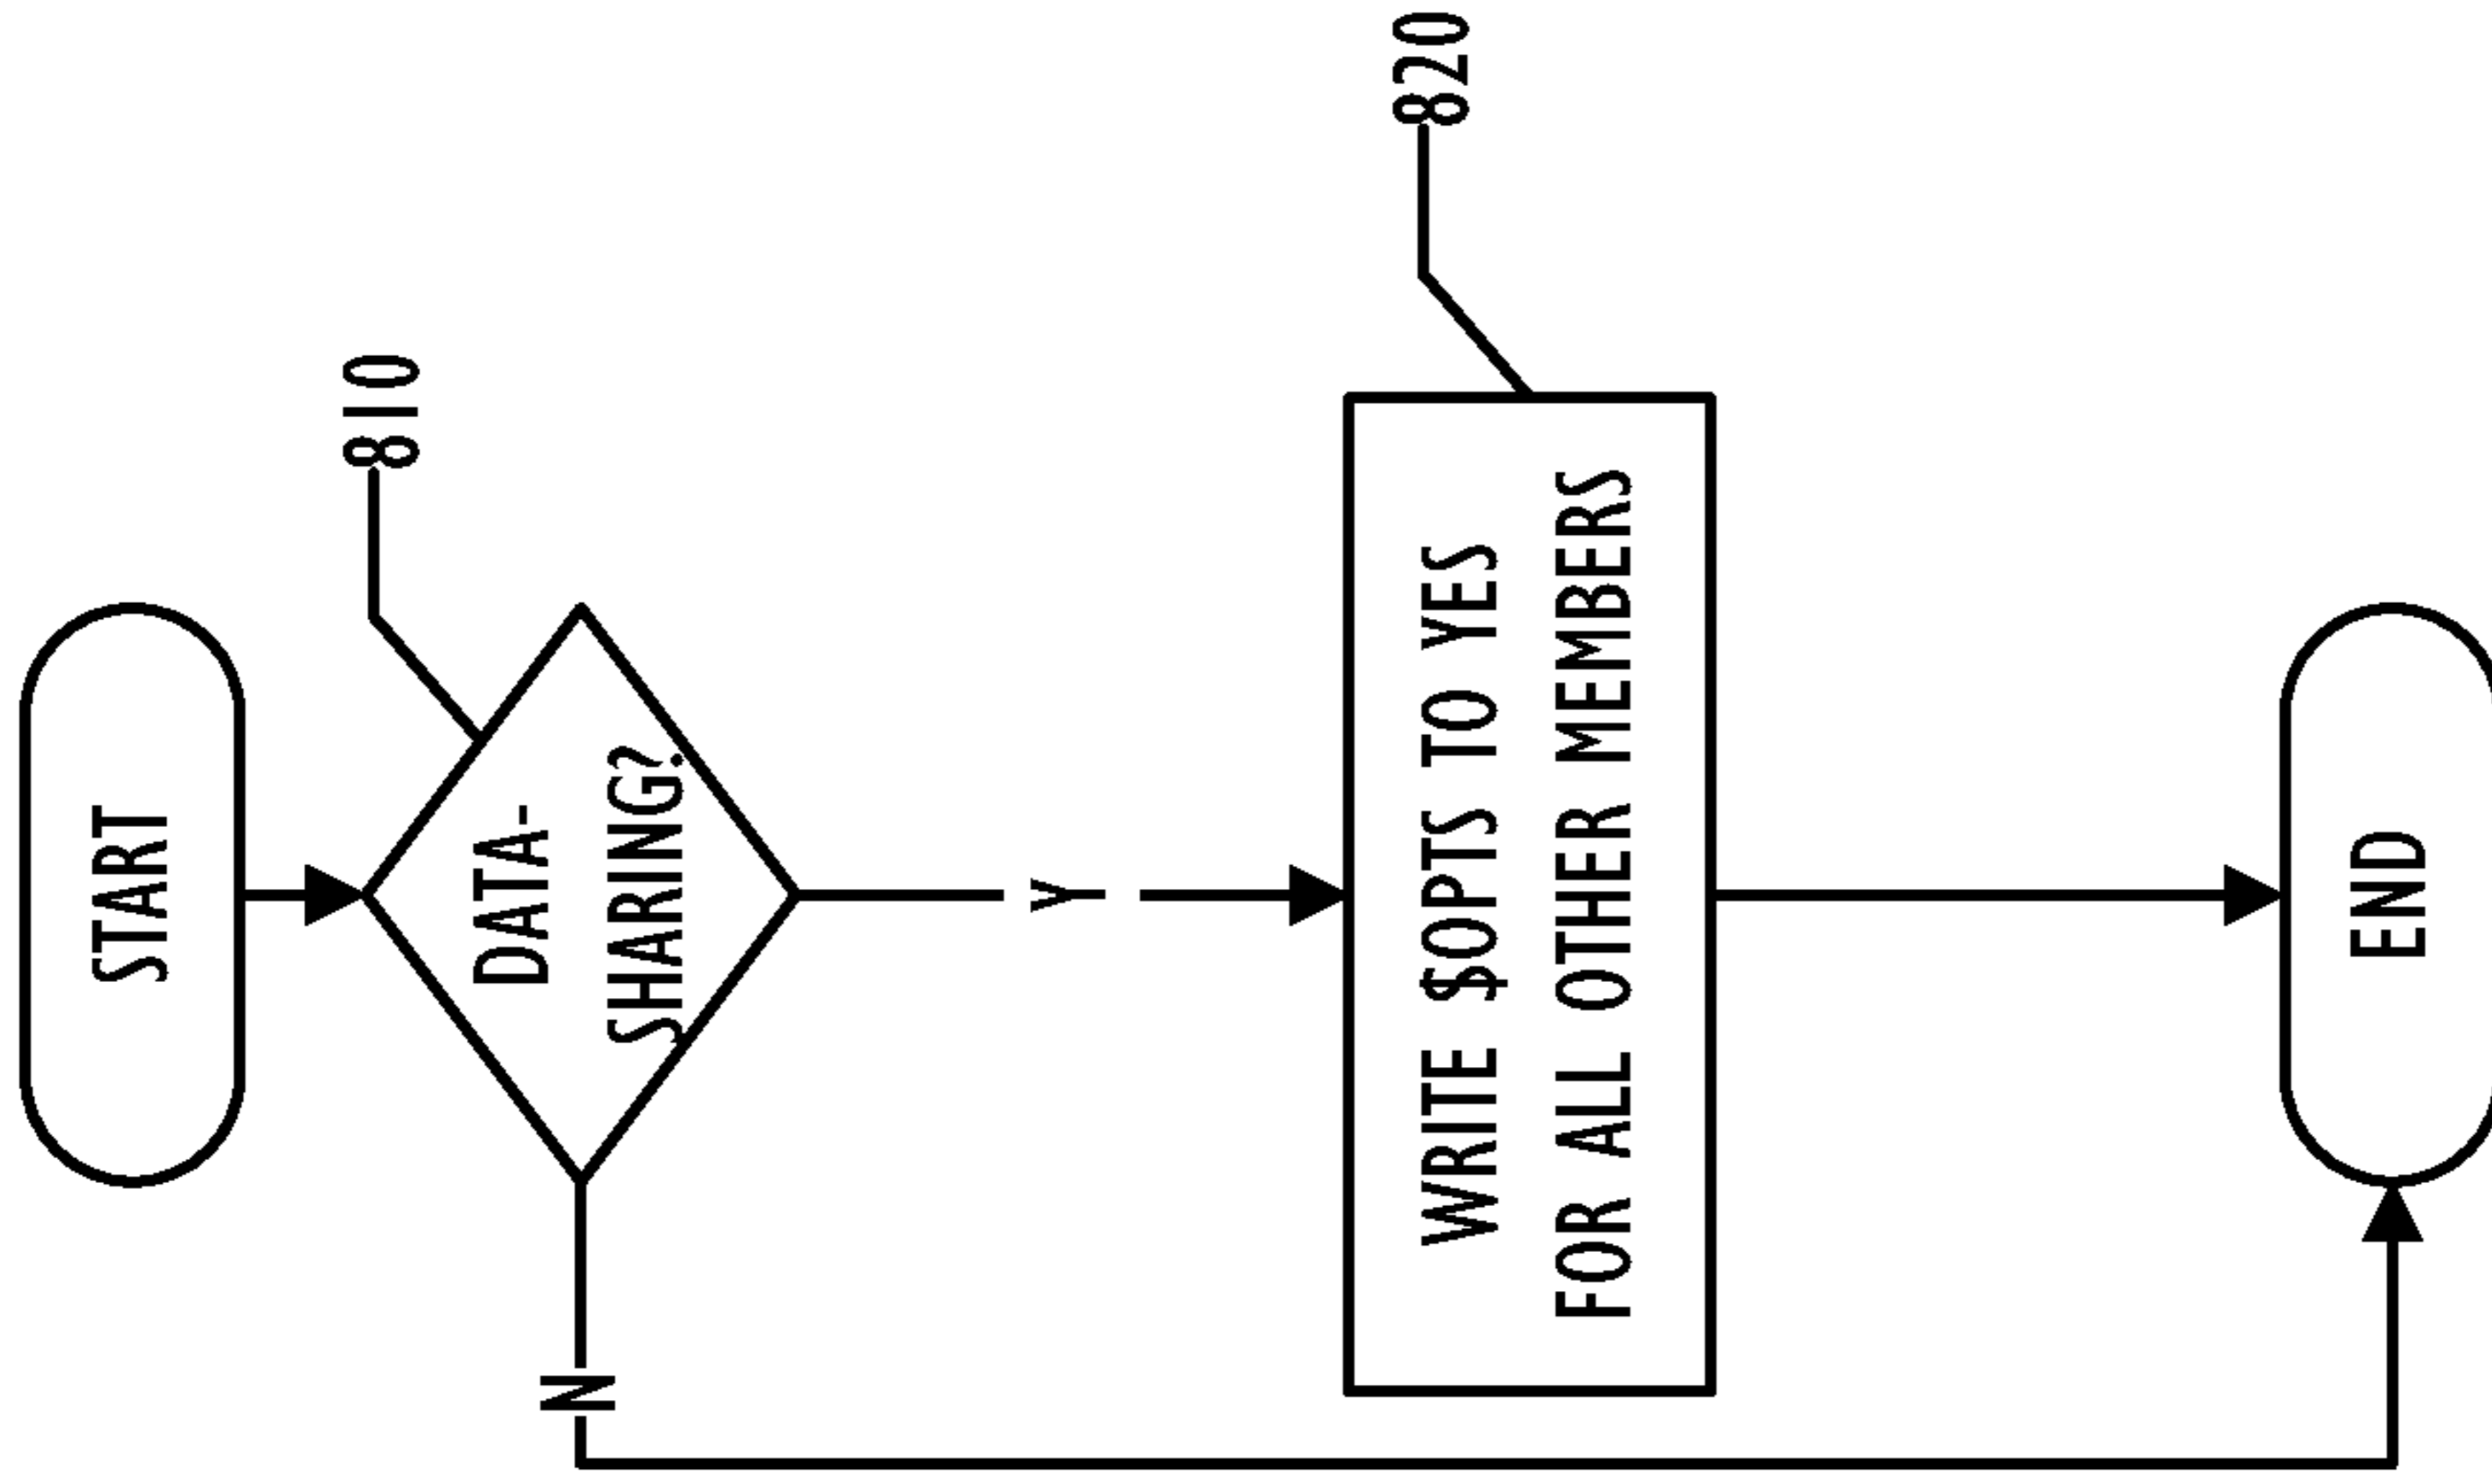 START
810
DATA-
SHARING?
N
Y
820
WRITE $OPTS TO YES
FOR ALL OTHER MEMBERS
END